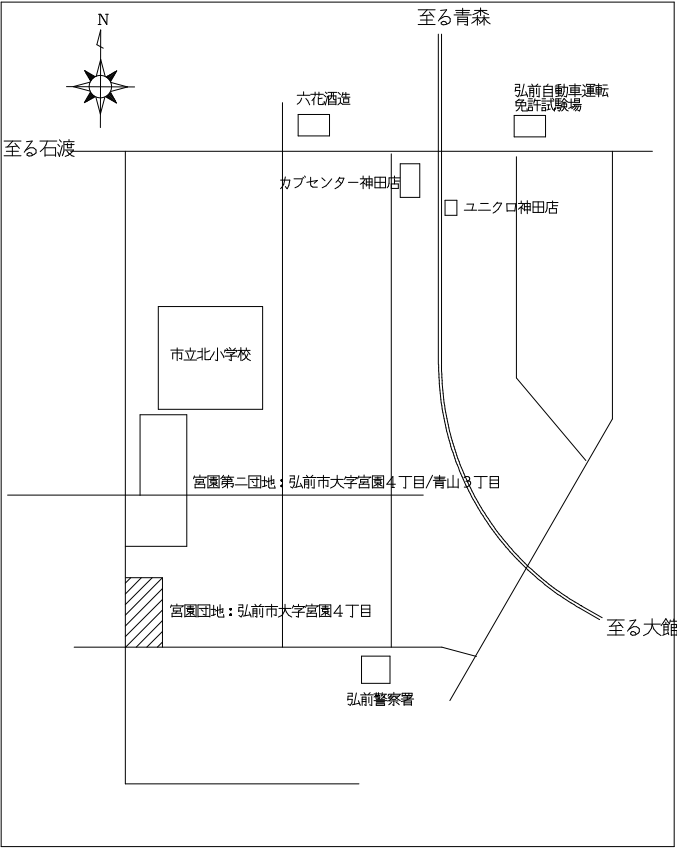 至る青森
N
弘前自動車運転
免許試験場
六花酒造
至る石渡
カブセンター神田店
ユニクロ神田店
市立北小学校
宮園第二団地：弘前市大字宮園４丁目/青山３丁目
宮園団地：弘前市大字宮園４丁目
至る大館
弘前警察署